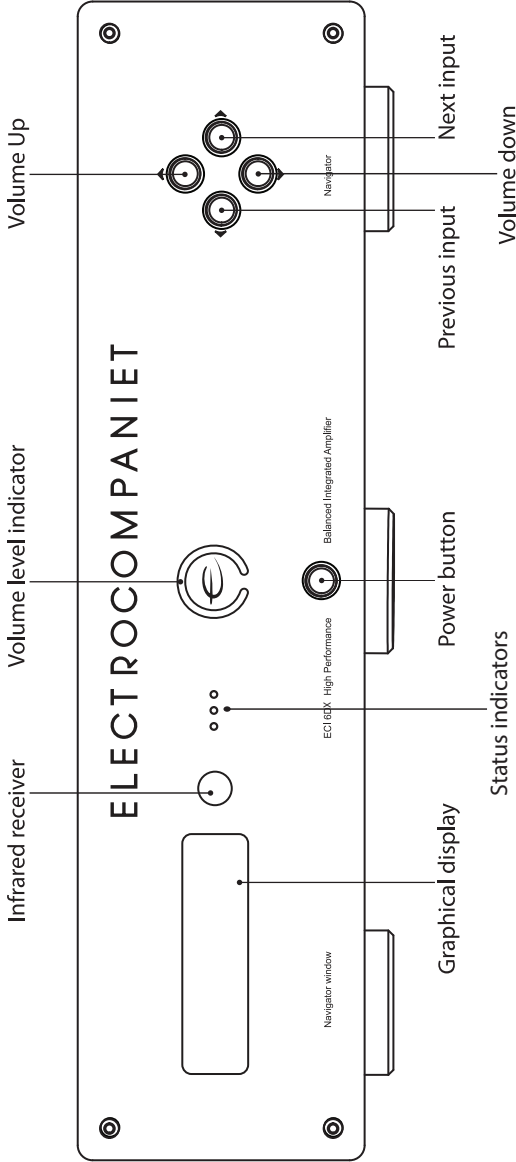 Infrared receiver
Volume level indicator
Volume Up
ELECTROCOMPANIET
Navigator window
ECI 6DX High Performance
Balanced Integrated Amplifier
Navigator
Graphical display
Status indicators
Power button
Previous input
Volume down
Next input